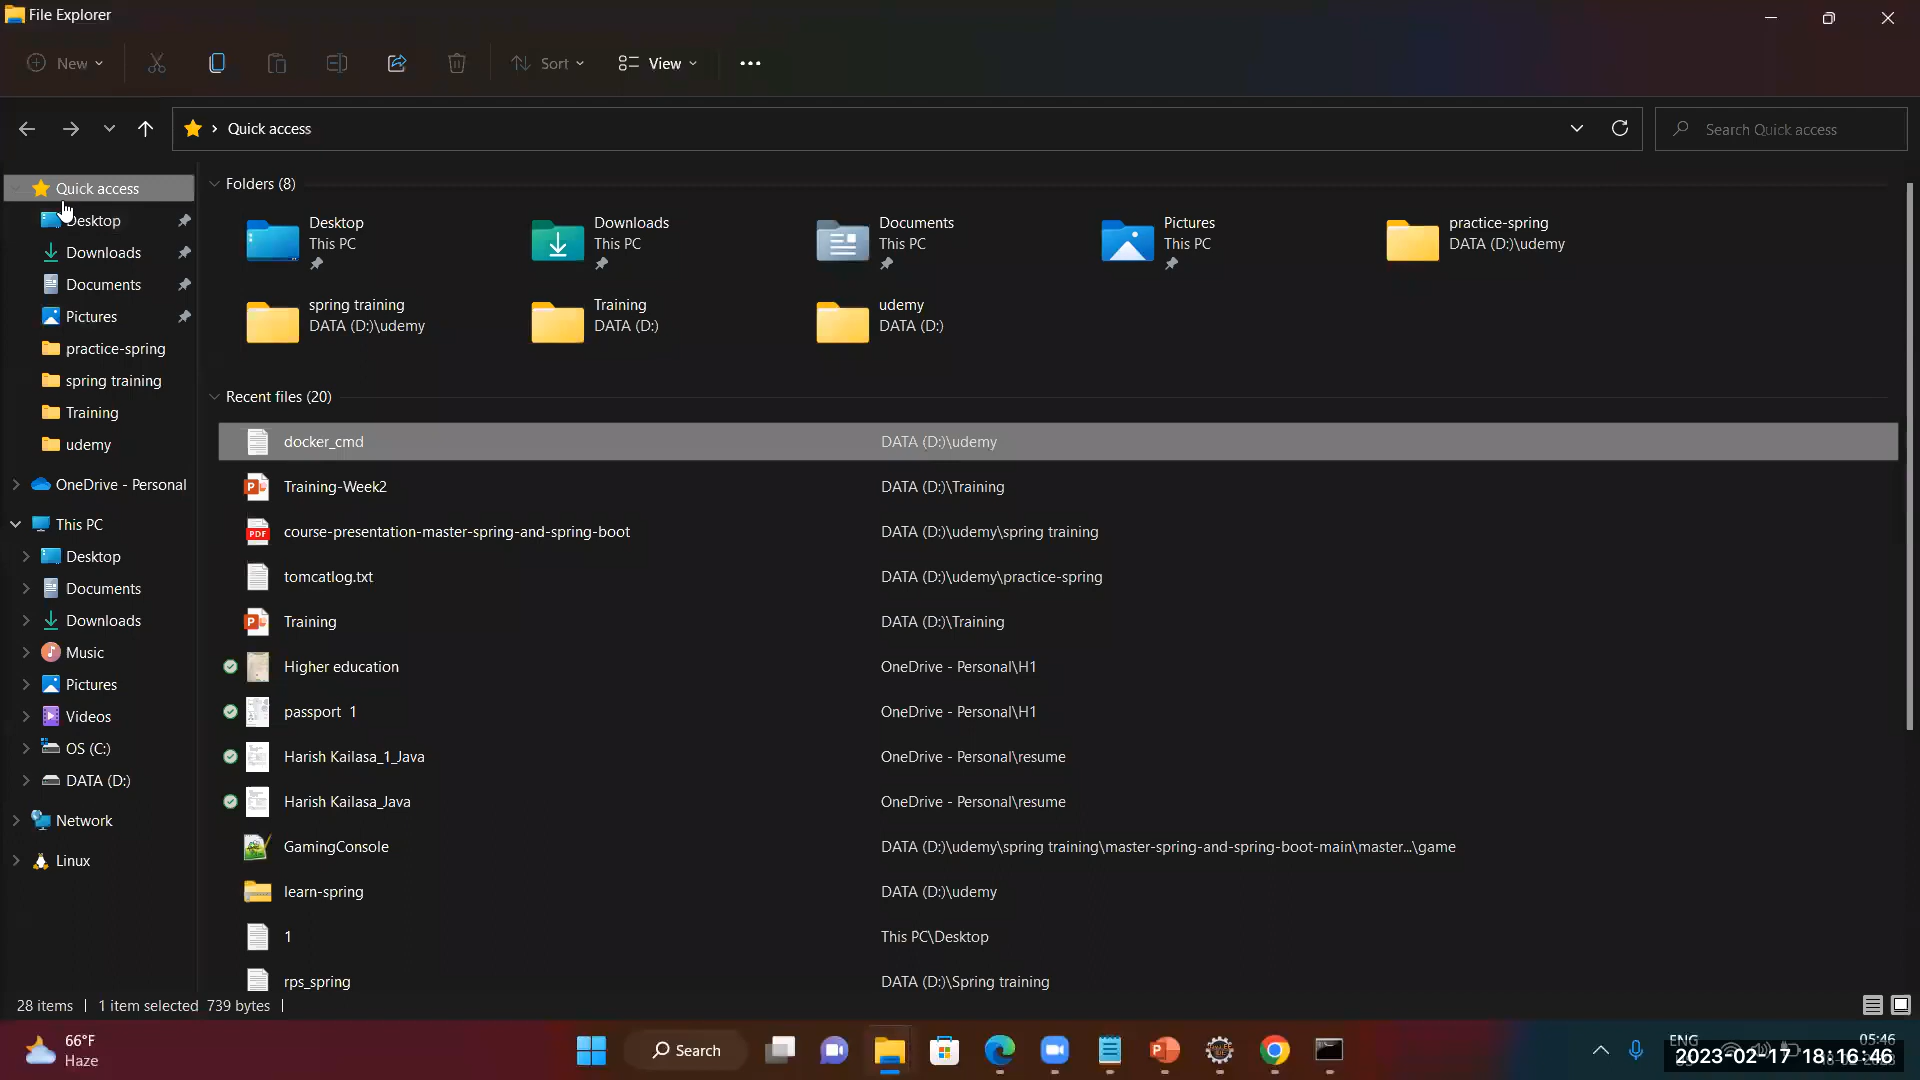 File Explorer
New
Sort
View
Quick access
Search Quick access
Quick access
Desktop
Downloads
Documents
Pictures
practice-spring
spring training
Training
udemy
OneDrive - Personal
This PC
Desktop
Documents
Downloads
Music
Pictures
Videos
OS (C:)
DATA (D:)
Network
Linux
Folders (8)
Desktop
This PC
Downloads
This PC
Documents
This PC
Pictures
This PC
practice-spring
DATA (D:)\udemy
spring training
DATA (D:)\udemy
Training
DATA (D:)
udemy
DATA (D:)
Recent files (20)
docker_cmd DATA (D:)\udemy
Training-Week2 DATA (D:)\Training
course-presentation-master-spring-and-spring-boot DATA (D:)\udemy\spring training
tomcatlog.txt DATA (D:)\udemy\practice-spring
Training DATA (D:)\Training
Higher education OneDrive - Personal\H1
passport 1 OneDrive - Personal\H1
Harish Kailasa_1_Java OneDrive - Personal\resume
Harish Kailasa_Java OneDrive - Personal\resume
GamingConsole DATA (D:)\udemy\spring training\master-spring-and-spring-boot-main\master...\game
learn-spring DATA (D:)\udemy
1 This PC\Desktop
rps_spring DATA (D:)\Spring training
28 items 1 item selected 739 bytes
66°F
Haze
Search
ENG
05:46
2023-02-17 18:16:46